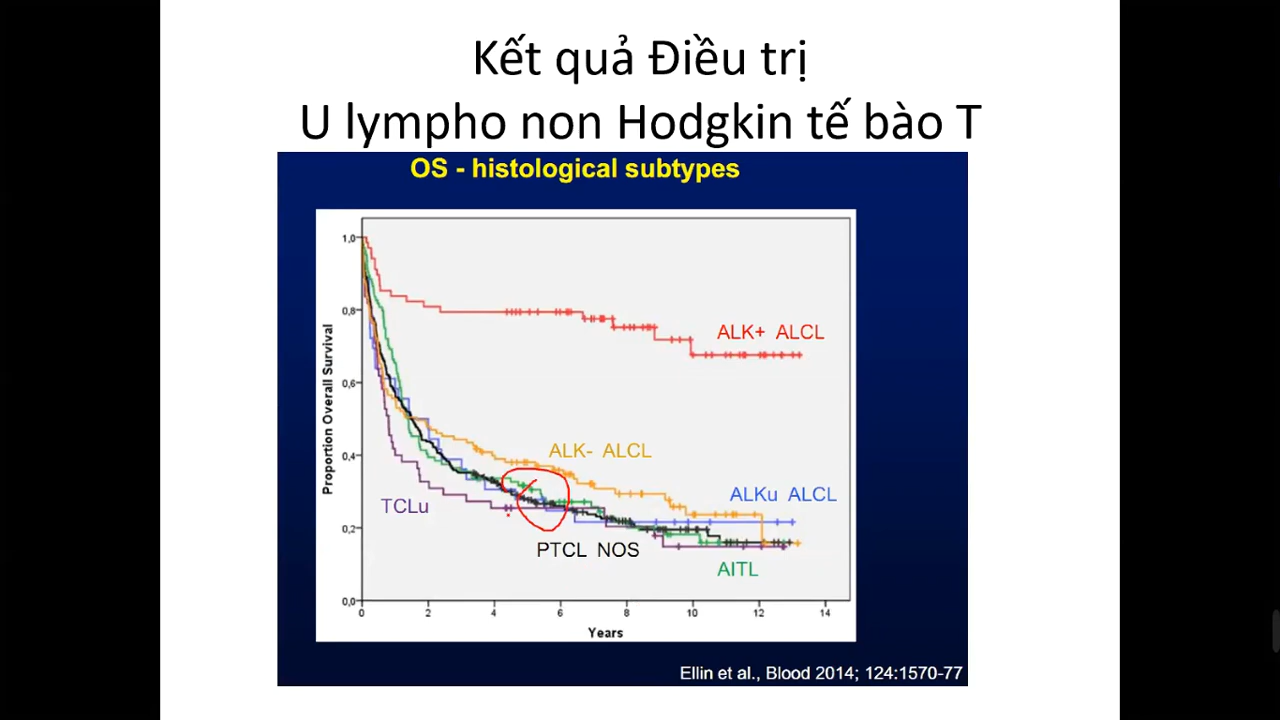 Kết quả Điều trị
U lympho non Hodgkin tế bào T
OS - histological subtypes
Proportion Overall Survival
1,0
0,8
0,6
0,4
0,2
0,0
ALK+ ALCL
ALK- ALCL
ALKu ALCL
TCLu
PTCL NOS
AITL
0 2 4 6 8 10 12 14
Years
Ellin et al., Blood 2014; 124:1570-77